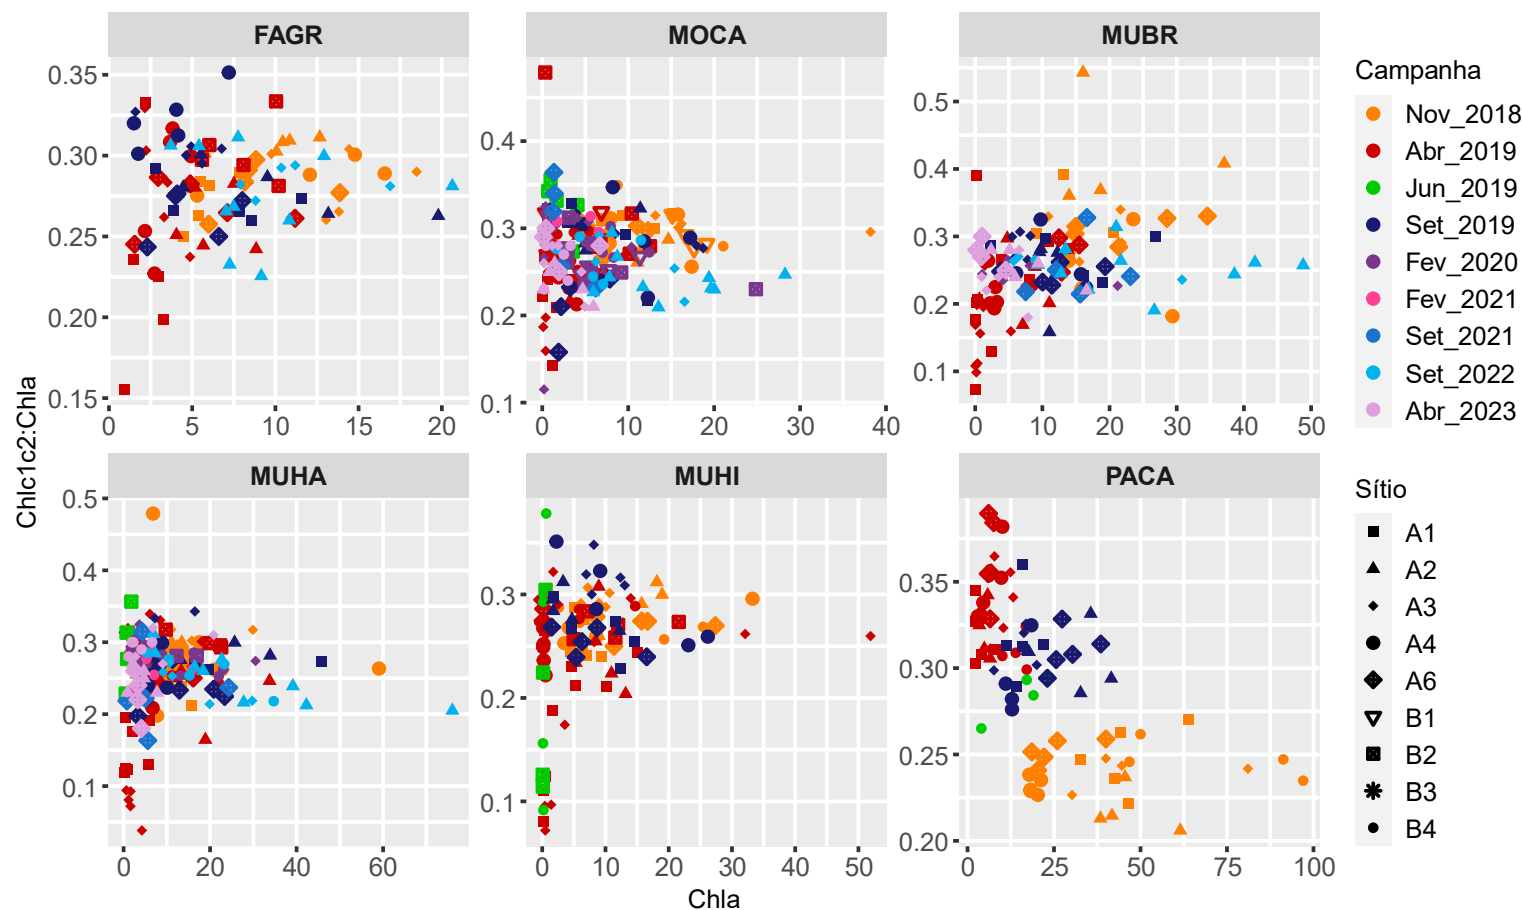 FAGR MOCA MUBR
0.35
0.30
0.25
0.20
0.15
0 5 10 15 20
0.4
0.3
0.2
0.1
0 10 20 30 40
0.5
0.4
0.3
0.2
0.1
0 10 20 30 40 50
MUHA MUHI PACA
0.5
0.4
0.3
0.2
0.1
0 20 40 60
0.3
0.2
0.1
0 10 20 30 40 50
0.35
0.30
0.25
0.20
0 25 50 75 100
Chlc1c2:Chla
Chla
Campanha
Nov_2018
Abr_2019
Jun_2019
Set_2019
Fev_2020
Fev_2021
Set_2021
Set_2022
Abr_2023
Sítio
A1
A2
A3
A4
A6
B1
B2
B3
B4